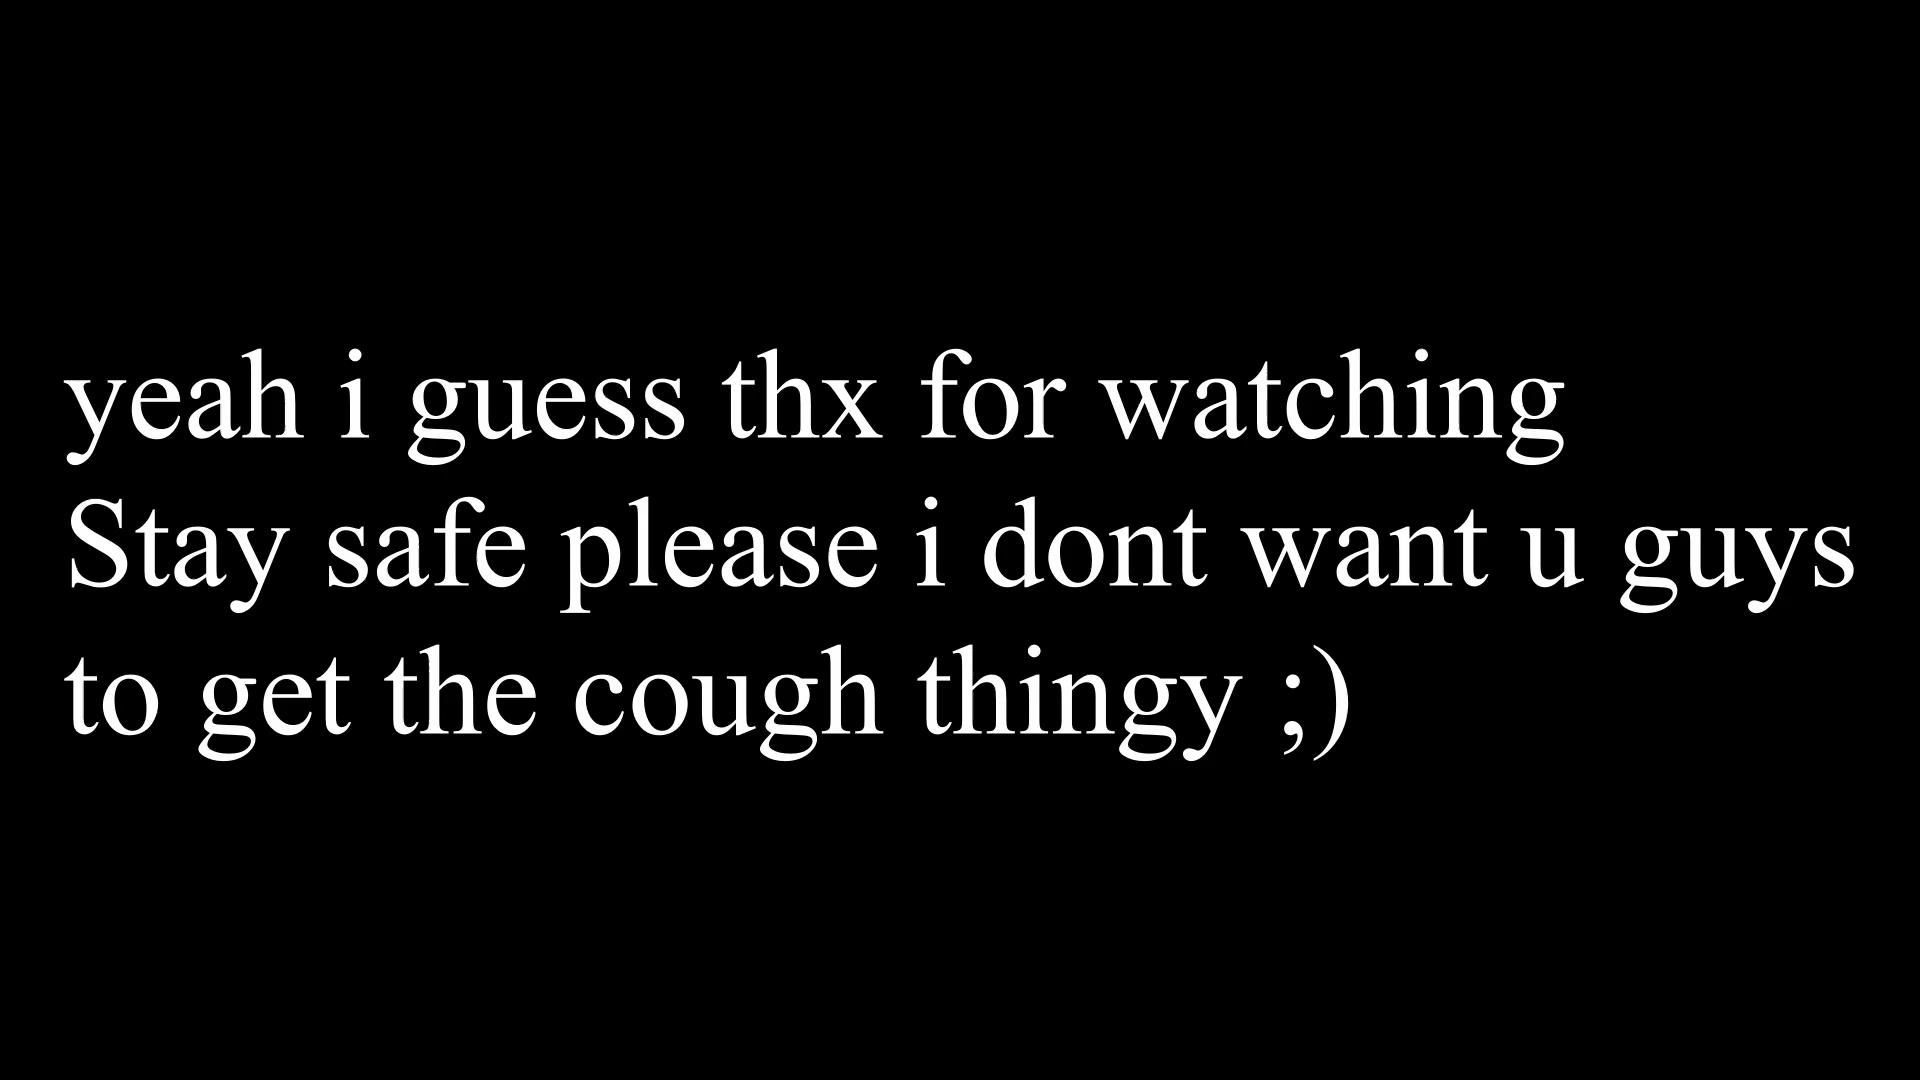 yeah i guess thx for watching
Stay safe please i dont want u guys
to get the cough thingy ;)